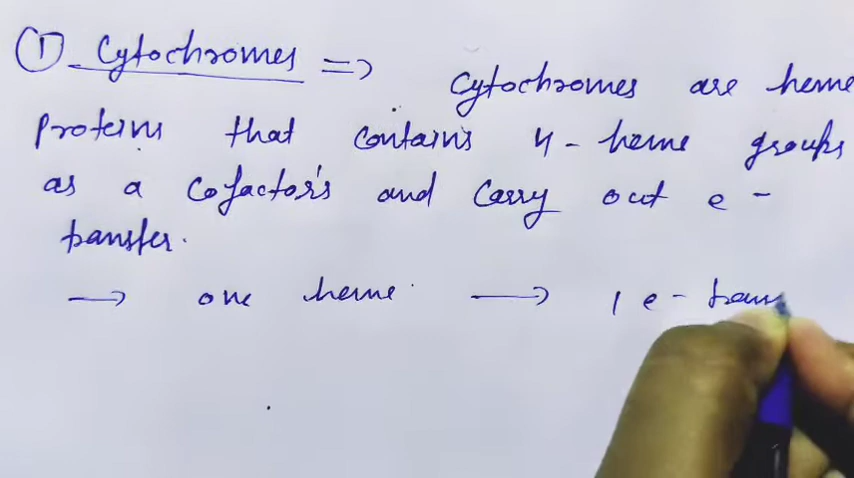 ① Cytochromes => Cytochromes are heme
Proteins that contains 4 - heme groups
as a Cofactor's and Carry out e -
transfer.
→ one heme → 1 e - tran